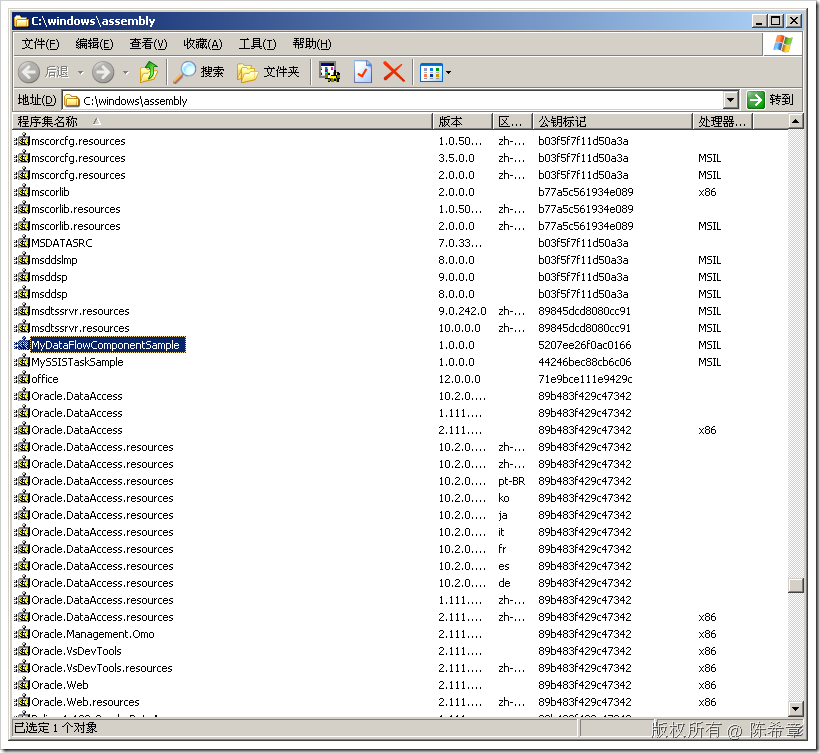 C:\windows\assembly
文件(F) 编辑(E) 查看(V) 收藏(A) 工具(T) 帮助(H)
后退 搜索 文件夹
地址(D) C:\windows\assembly 转到
程序集名称 版本 区... 公钥标记 处理器...
mscorcfg.resources 1.0.50... zh-... b03f5f7f11d50a3a
mscorcfg.resources 3.5.0.0 zh-... b03f5f7f11d50a3a MSIL
mscorcfg.resources 2.0.0.0 zh-... b03f5f7f11d50a3a MSIL
mscorlib 2.0.0.0 b77a5c561934e089 x86
mscorlib.resources 1.0.50... zh-... b77a5c561934e089
mscorlib.resources 2.0.0.0 zh-... b77a5c561934e089 MSIL
MSDATASRC 7.0.33... b03f5f7f11d50a3a
msddslmp 8.0.0.0 b03f5f7f11d50a3a MSIL
msddsp 9.0.0.0 b03f5f7f11d50a3a MSIL
msddsp 8.0.0.0 b03f5f7f11d50a3a MSIL
msdtssrvr.resources 9.0.242.0 zh-... 89845dcd8080cc91 MSIL
msdtssrvr.resources 10.0.0.0 zh-... 89845dcd8080cc91 MSIL
MyDataFlowComponentSample 1.0.0.0 5207ee26f0ac0166 MSIL
MySSISTaskSample 1.0.0.0 44246bec88cb6c06 MSIL
office 12.0.0.0 71e9bce111e9429c
Oracle.DataAccess 10.2.0.... 89b483f429c47342
Oracle.DataAccess 1.111.... 89b483f429c47342
Oracle.DataAccess 2.111.... 89b483f429c47342 x86
Oracle.DataAccess.resources 10.2.0.... zh-... 89b483f429c47342
Oracle.DataAccess.resources 10.2.0.... zh-... 89b483f429c47342
Oracle.DataAccess.resources 10.2.0.... pt-BR 89b483f429c47342
Oracle.DataAccess.resources 10.2.0.... ko 89b483f429c47342
Oracle.DataAccess.resources 10.2.0.... ja 89b483f429c47342
Oracle.DataAccess.resources 10.2.0.... it 89b483f429c47342
Oracle.DataAccess.resources 10.2.0.... fr 89b483f429c47342
Oracle.DataAccess.resources 10.2.0.... es 89b483f429c47342
Oracle.DataAccess.resources 10.2.0.... de 89b483f429c47342
Oracle.DataAccess.resources 1.111.... zh-... 89b483f429c47342
Oracle.DataAccess.resources 2.111.... zh-... 89b483f429c47342 x86
Oracle.Management.Omo 2.111.... 89b483f429c47342 x86
Oracle.VsDevTools 2.111.... 89b483f429c47342 x86
Oracle.VsDevTools.resources 2.111.... zh-... 89b483f429c47342 x86
Oracle.Web 2.111.... 89b483f429c47342 x86
Oracle.Web.resources 2.111.... zh-... 89b483f429c47342 x86
已选定 1 个对象
版权所有 @ 陈希章